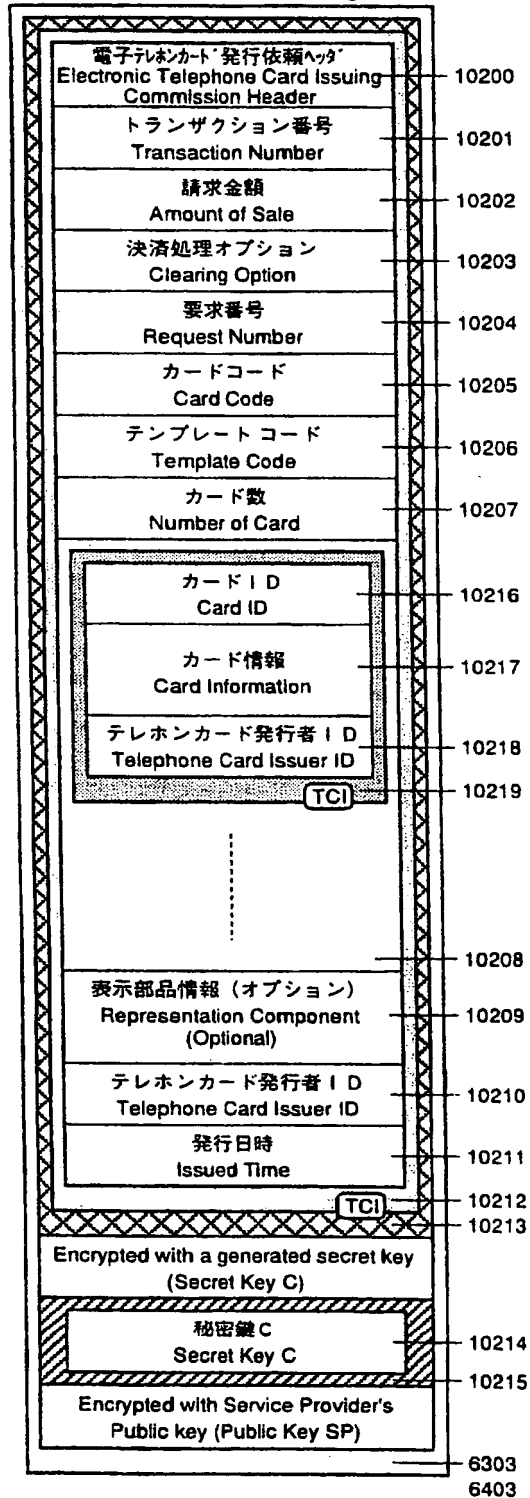 電子テレホンカード発行依頼ヘッダ
Electronic Telephone Card Issuing
Commission Header
10200
トランザクション番号
Transaction Number
10201
請求金額
Amount of Sale
10202
決済処理オプション
Clearing Option
10203
要求番号
Request Number
10204
カードコード
Card Code
10205
テンプレート コード
Template Code
10206
カード数
Number of Card
10207
カードID
Card ID
10216
カード情報
Card Information
10217
テレホンカード発行者ID
Telephone Card Issuer ID
10218
TCI
10219
10208
表示部品情報(オプション)
Representation Component
(Optional)
10209
テレホンカード発行者ID
Telephone Card Issuer ID
10210
発行日時
Issued Time
10211
TCI
10212
10213
Encrypted with a generated secret key
(Secret Key C)
秘密鍵C
Secret Key C
10214
10215
Encrypted with Service Provider's
Public key (Public Key SP)
6303
6403